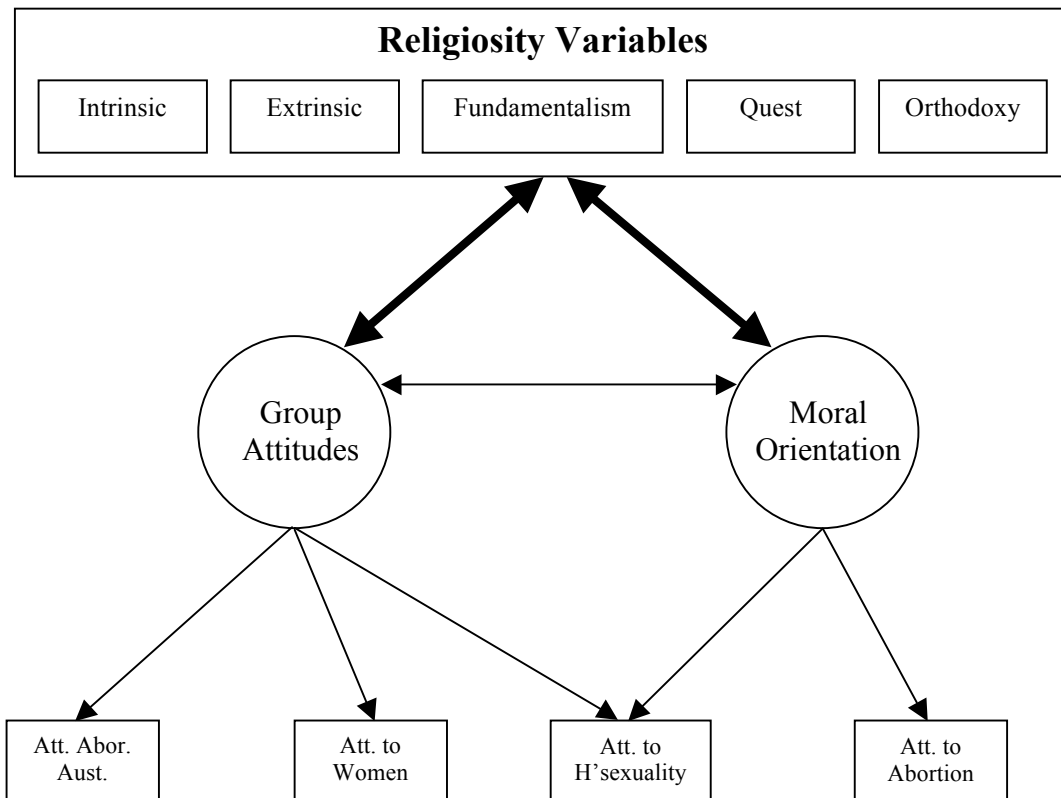 Religiosity Variables
Intrinsic
Extrinsic
Fundamentalism
Quest
Orthodoxy
Group
Attitudes
Moral
Orientation
Att. Abor.
Aust.
Att. to
Women
Att. to
H’sexuality
Att. to
Abortion